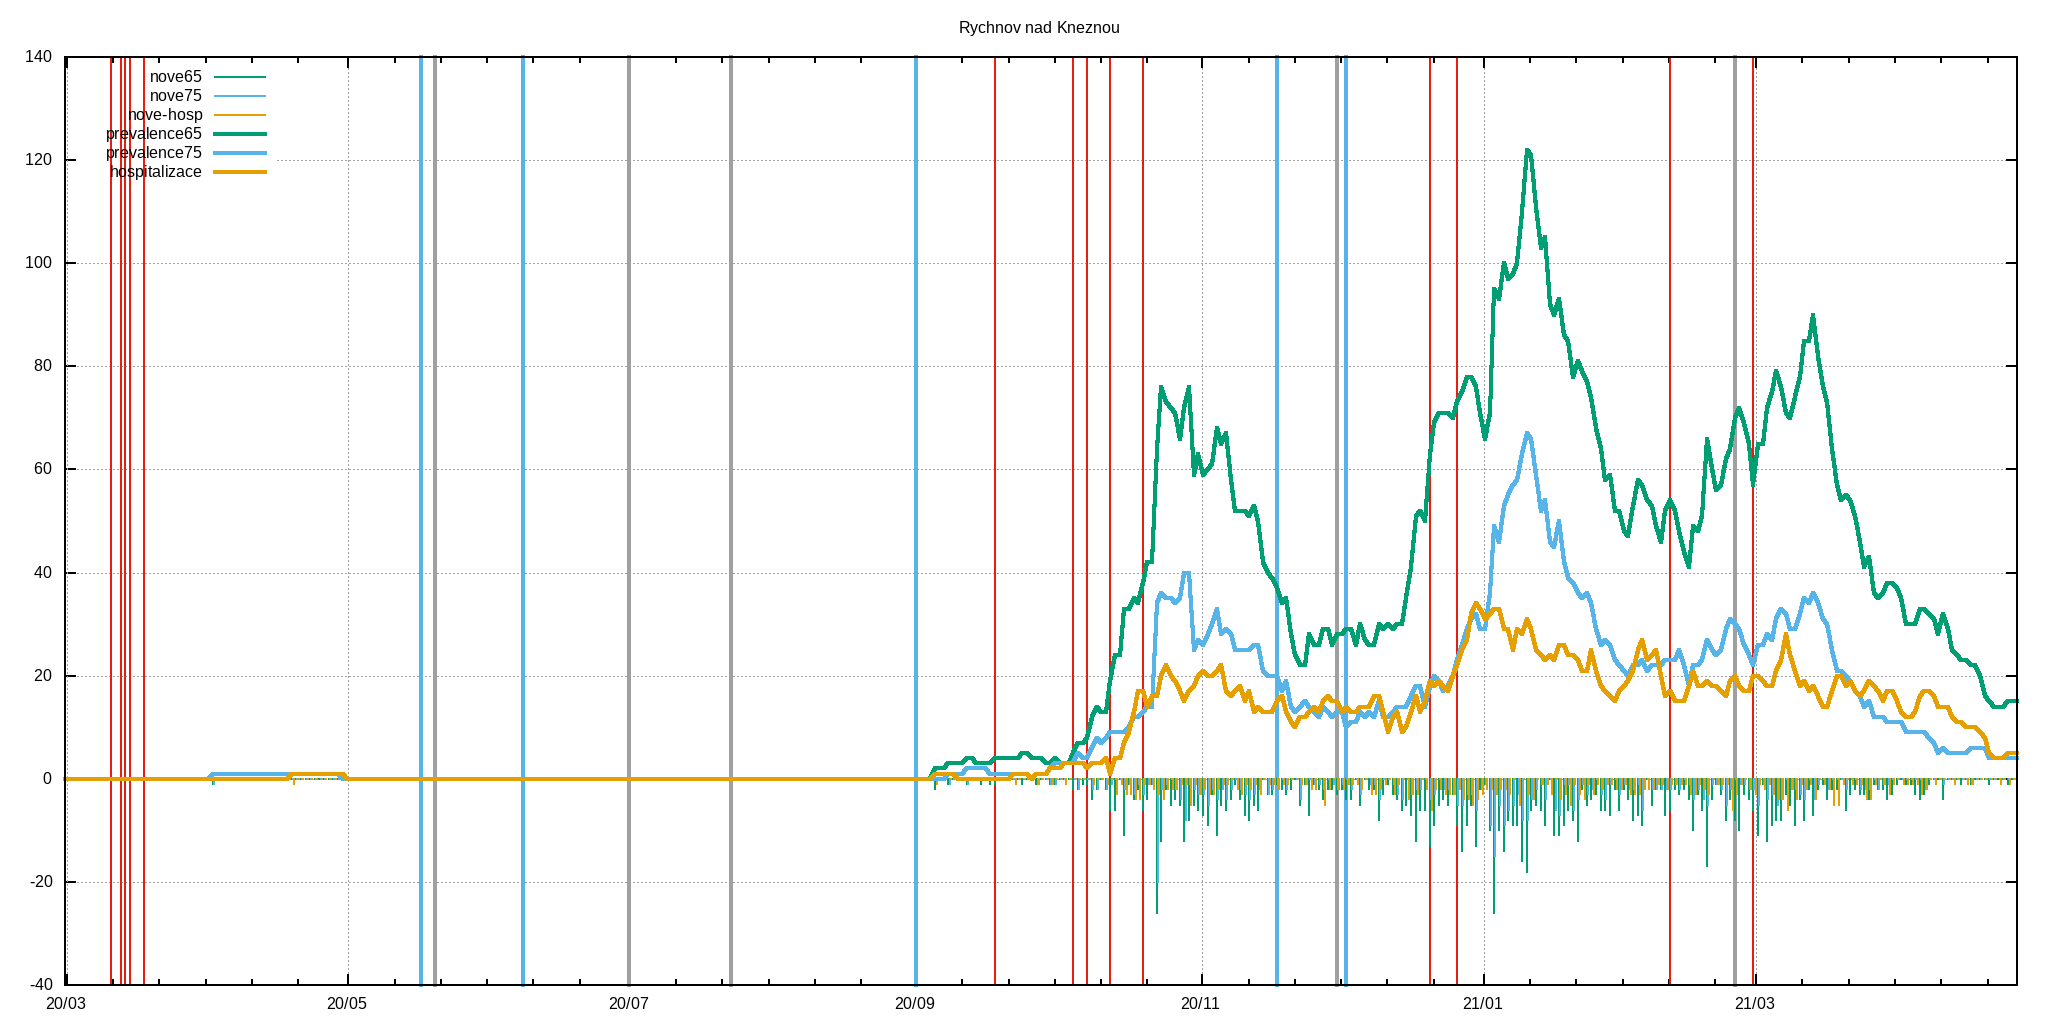 Rychnov nad Kneznou
140
120
100
80
60
40
20
0
-20
-40
nove65
nove75
nove-hosp
prevalence65
prevalence75
hospitalizace
20/03 20/05 20/07 20/09 20/11 21/01 21/03